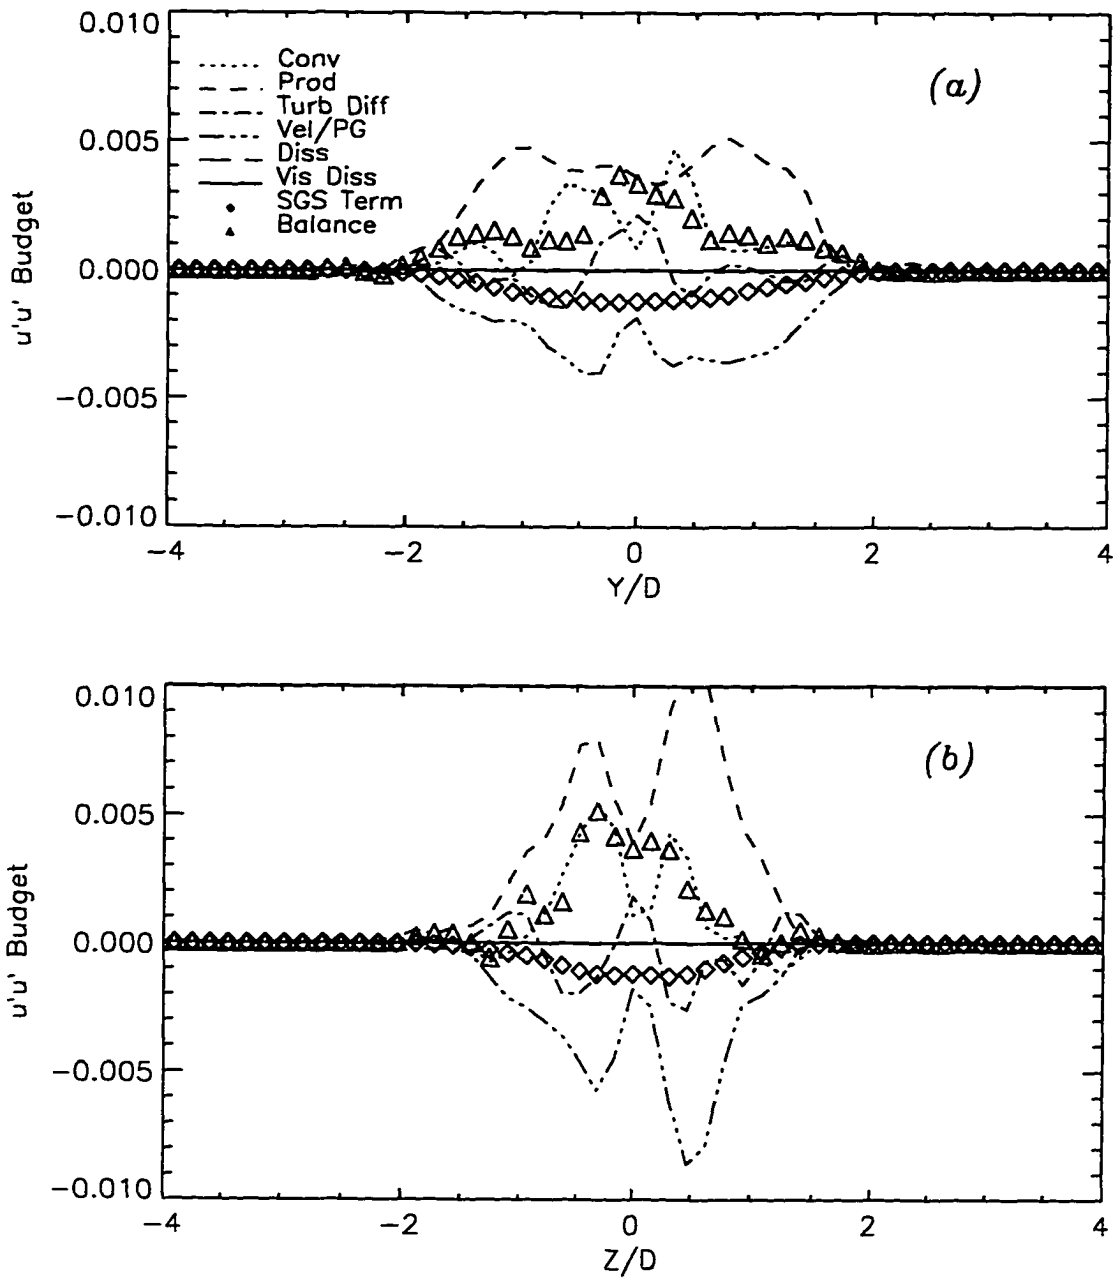 0.010
0.005
0.000
−0.005
−0.010
u'u' Budget
Conv
Prod
Turb Diff
Vel/PG
Diss
Vis Diss
SGS Term
Balance
(a)
−4
−2
0
2
4
Y/D
0.010
0.005
0.000
−0.005
−0.010
u'u' Budget
(b)
−4
−2
0
2
4
Z/D